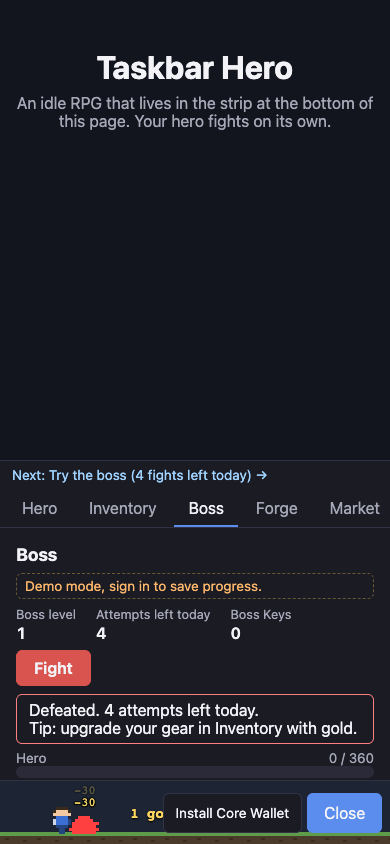 Taskbar Hero
An idle RPG that lives in the strip at the bottom of
this page. Your hero fights on its own.
Next: Try the boss (4 fights left today) →
Hero Inventory Boss Forge Market
Boss
Demo mode, sign in to save progress.
Boss level Attempts left today Boss Keys
1 4 0
Fight
Defeated. 4 attempts left today.
Tip: upgrade your gear in Inventory with gold.
Hero 0 / 360
-30
-30
1 go Install Core Wallet Close